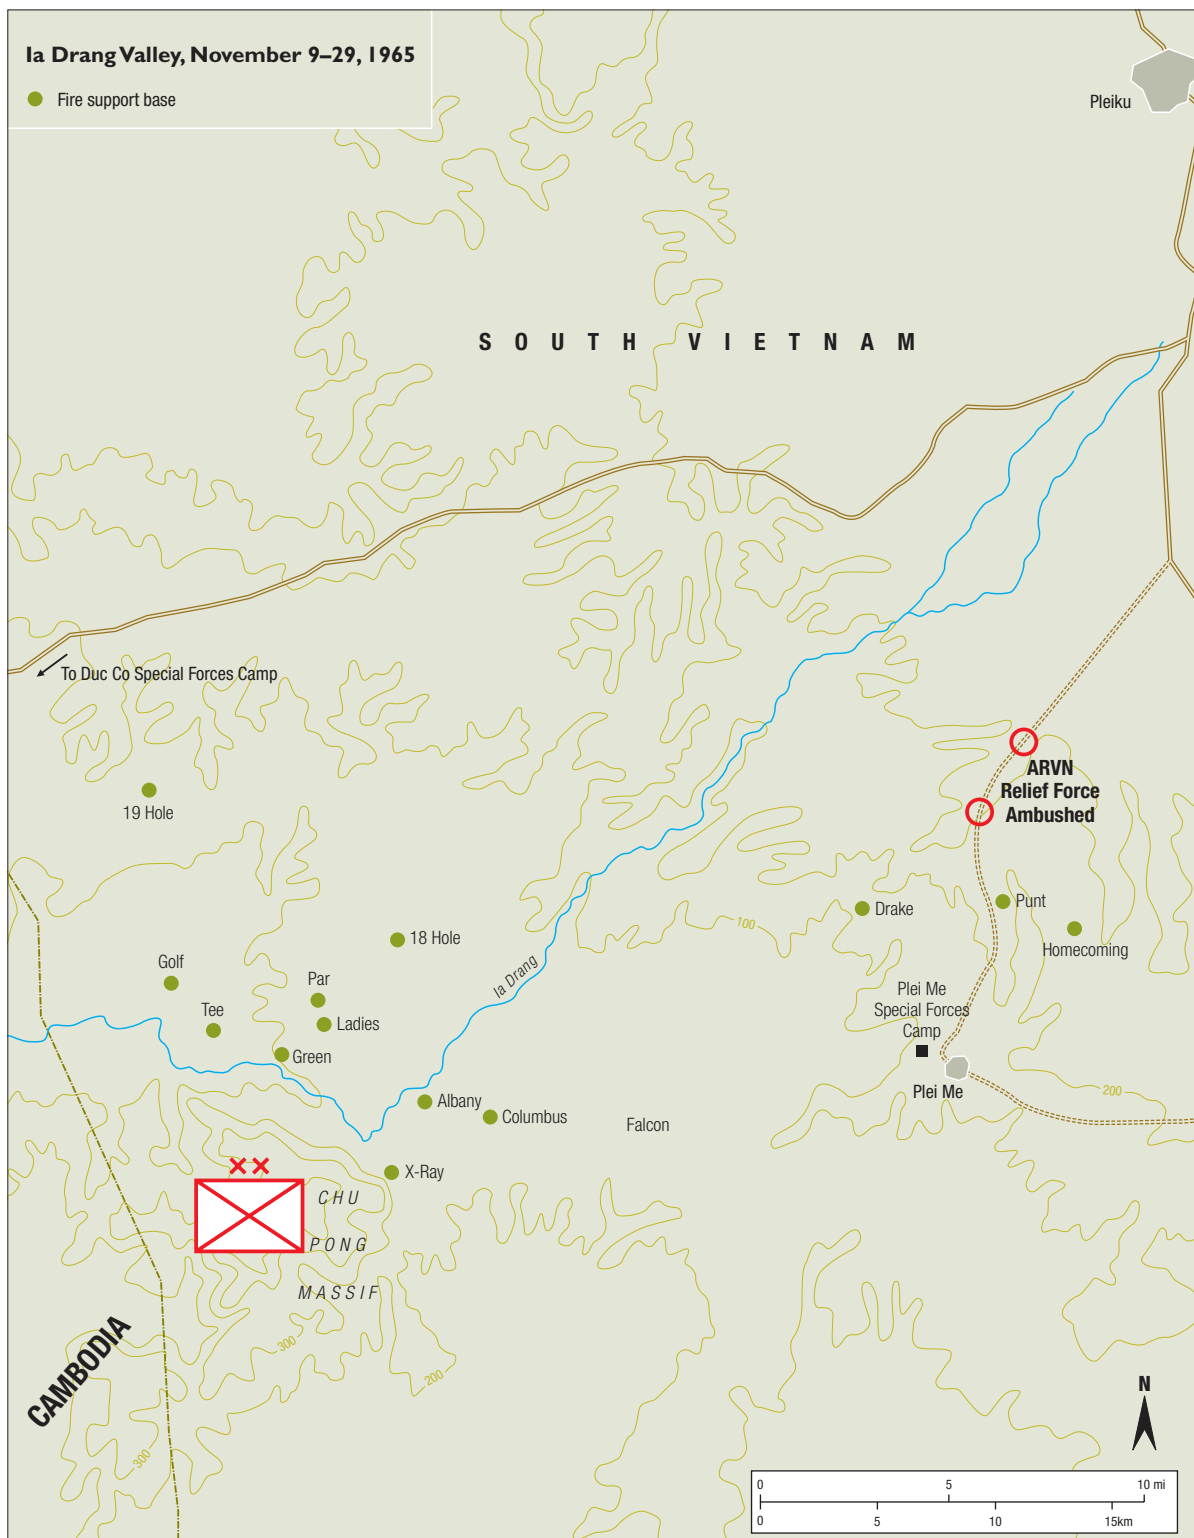 Ia Drang Valley, November 9–29, 1965
Fire support base
Pleiku
SOUTH VIETNAM
To Duc Co Special Forces Camp
ARVN
Relief Force
Ambushed
19 Hole
Drake
Punt
100
18 Hole
Homecoming
Golf
Ia Drang
Par
Plei Me
Special Forces
Camp
Tee
Ladies
Green
Plei Me
200
Albany
Columbus
Falcon
X-Ray
CHU
PONG
MASSIF
CAMBODIA
300
200
300
N
0 5 10 mi
0 5 10 15km